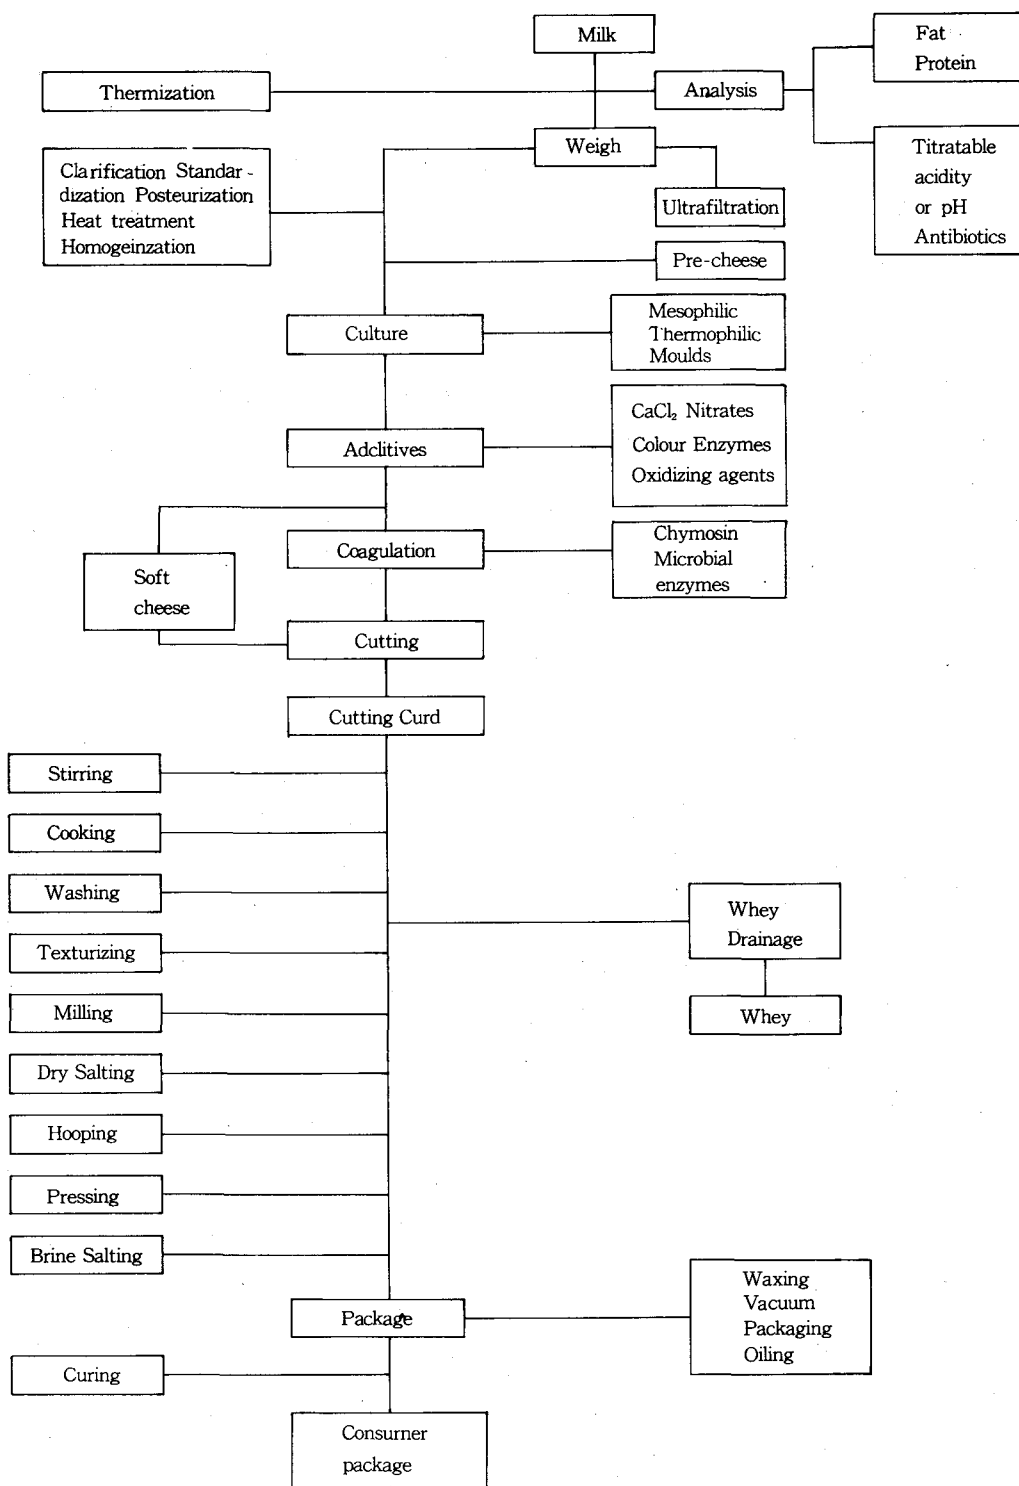 Milk
Fat
Protein
Thermization
Analysis
Weigh
Titratable
acidity
or pH
Antibiotics
Clarification Standar-
dization Posteurization
Heat treatment
Homogeinzation
Ultrafiltration
Pre-cheese
Culture
Mesophilic
Thermophilic
Moulds
Adclitives
CaCl₂ Nitrates
Colour Enzymes
Oxidizing agents
Coagulation
Chymosin
Microbial
enzymes
Soft
cheese
Cutting
Cutting Curd
Stirring
Cooking
Washing
Whey
Drainage
Texturizing
Milling
Whey
Dry Salting
Hooping
Pressing
Brine Salting
Package
Waxing
Vacuum
Packaging
Oiling
Curing
Consurner
package